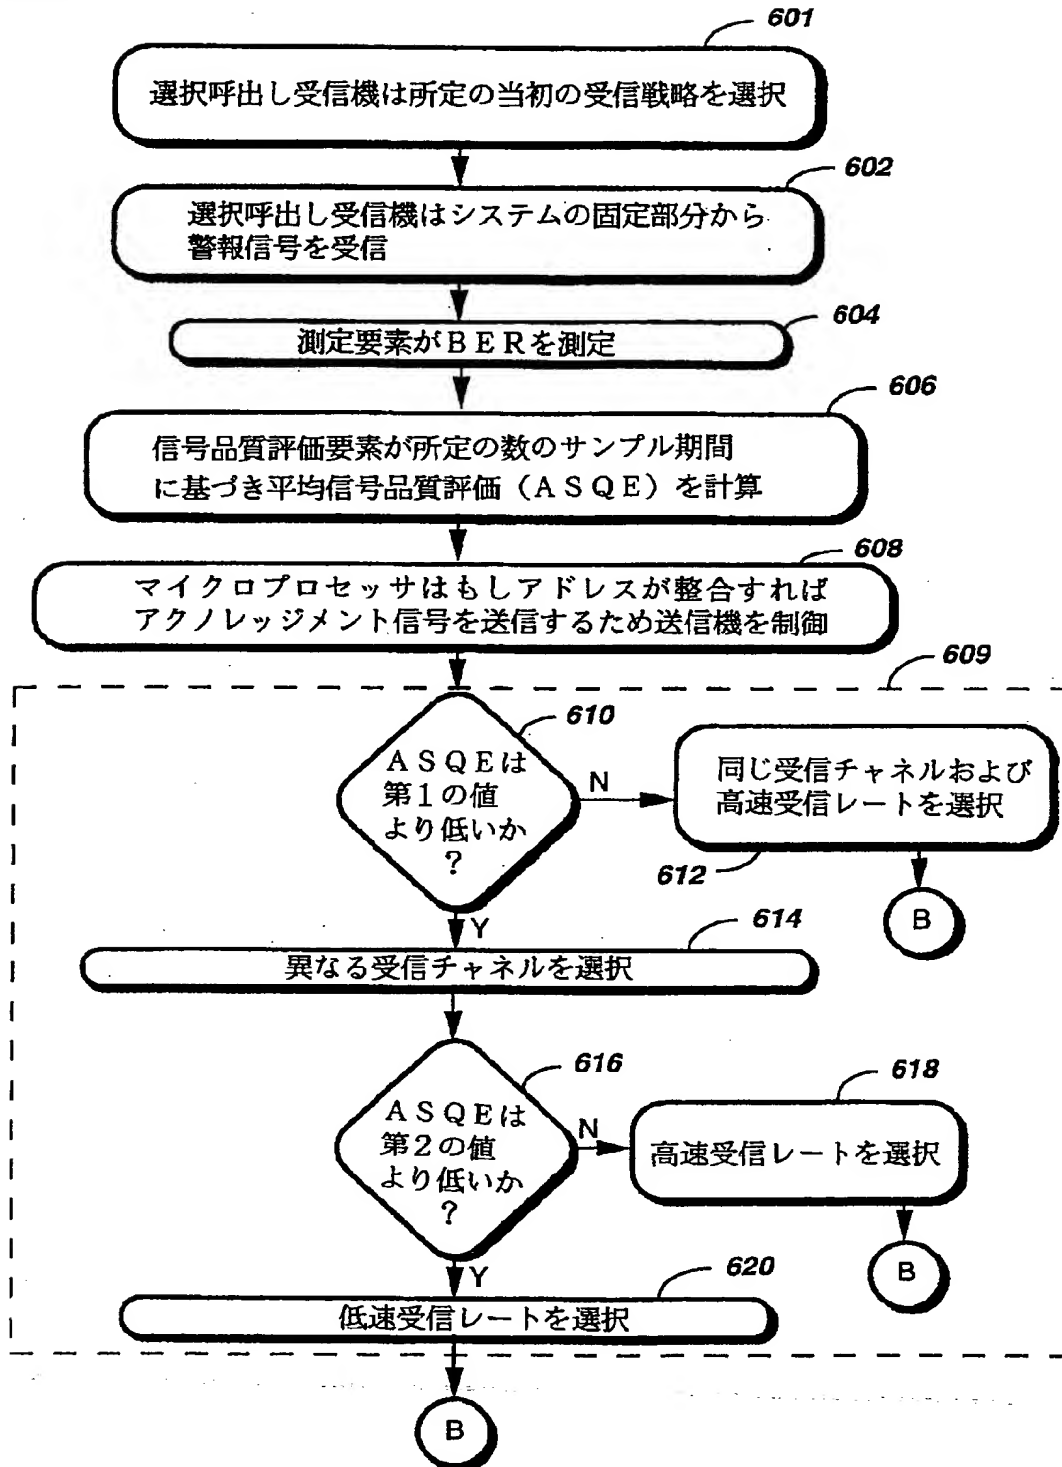 601
選択呼出し受信機は所定の当初の受信戦略を選択
602
選択呼出し受信機はシステムの固定部分から
警報信号を受信
604
測定要素がBERを測定
606
信号品質評価要素が所定の数のサンプル期間
に基づき平均信号品質評価（ASQE）を計算
608
マイクロプロセッサはもしアドレスが整合すれば
アクノレッジメント信号を送信するため送信機を制御
609
610
ASQEは
第1の値
より低いか
?
N
同じ受信チャネルおよび
高速受信レートを選択
612
B
Y
614
異なる受信チャネルを選択
616
ASQEは
第2の値
より低いか
?
N
618
高速受信レートを選択
B
Y
620
低速受信レートを選択
B